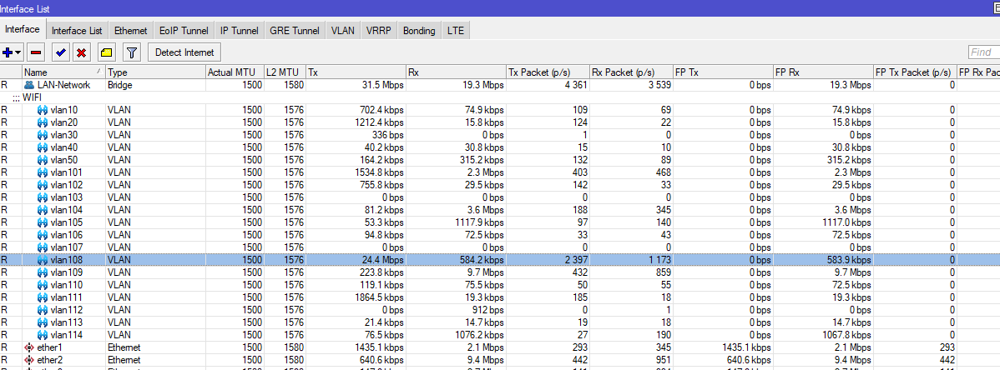 Interface List
Interface Interface List Ethernet EoIP Tunnel IP Tunnel GRE Tunnel VLAN VRRP Bonding LTE
Detect Internet Find
Name Type Actual MTU L2 MTU Tx Rx Tx Packet (p/s) Rx Packet (p/s) FP Tx FP Rx FP Tx Packet (p/s) FP Rx Pac
R LAN-Network Bridge 1500 1580 31.5 Mbps 19.3 Mbps 4 361 3 539 0 bps 19.3 Mbps 0
;;; WIFI
R vlan10 VLAN 1500 1576 702.4 kbps 74.9 kbps 109 69 0 bps 74.9 kbps 0
R vlan20 VLAN 1500 1576 1212.4 kbps 15.8 kbps 124 22 0 bps 15.8 kbps 0
R vlan30 VLAN 1500 1576 336 bps 0 bps 1 0 0 bps 0 bps 0
R vlan40 VLAN 1500 1576 40.2 kbps 30.8 kbps 15 10 0 bps 30.8 kbps 0
R vlan50 VLAN 1500 1576 164.2 kbps 315.2 kbps 132 89 0 bps 315.2 kbps 0
R vlan101 VLAN 1500 1576 1534.8 kbps 2.3 Mbps 403 468 0 bps 2.3 Mbps 0
R vlan102 VLAN 1500 1576 755.8 kbps 29.5 kbps 142 33 0 bps 29.5 kbps 0
R vlan103 VLAN 1500 1576 0 bps 0 bps 0 0 0 bps 0 bps 0
R vlan104 VLAN 1500 1576 81.2 kbps 3.6 Mbps 188 345 0 bps 3.6 Mbps 0
R vlan105 VLAN 1500 1576 53.3 kbps 1117.9 kbps 97 140 0 bps 1117.0 kbps 0
R vlan106 VLAN 1500 1576 94.8 kbps 72.5 kbps 33 43 0 bps 72.5 kbps 0
R vlan107 VLAN 1500 1576 0 bps 0 bps 0 0 0 bps 0 bps 0
R vlan108 VLAN 1500 1576 24.4 Mbps 584.2 kbps 2 397 1 173 0 bps 583.9 kbps 0
R vlan109 VLAN 1500 1576 223.8 kbps 9.7 Mbps 432 859 0 bps 9.7 Mbps 0
R vlan110 VLAN 1500 1576 119.1 kbps 75.5 kbps 50 55 0 bps 72.5 kbps 0
R vlan111 VLAN 1500 1576 1864.5 kbps 19.3 kbps 185 18 0 bps 19.3 kbps 0
R vlan112 VLAN 1500 1576 0 bps 912 bps 0 1 0 bps 0 bps 0
R vlan113 VLAN 1500 1576 21.4 kbps 14.7 kbps 19 18 0 bps 14.7 kbps 0
R vlan114 VLAN 1500 1576 76.5 kbps 1076.2 kbps 27 190 0 bps 1067.8 kbps 0
R ether1 Ethernet 1500 1580 1435.1 kbps 2.1 Mbps 293 345 1435.1 kbps 2.1 Mbps 293
R ether2 Ethernet 1500 1580 640.6 kbps 9.4 Mbps 442 951 640.6 kbps 9.4 Mbps 442